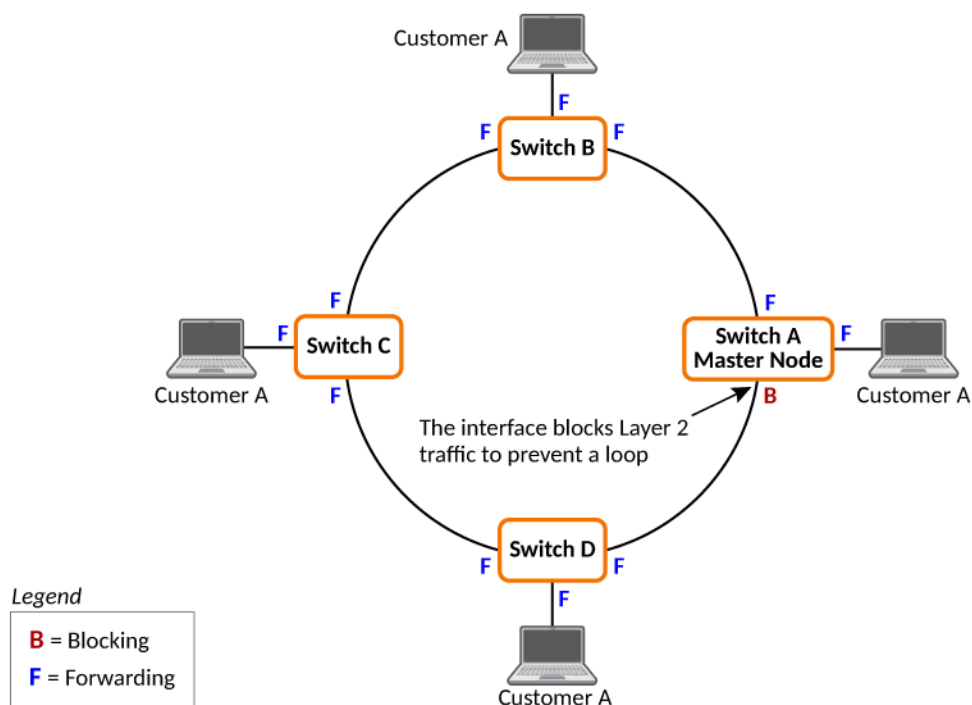 Customer A
F
F
F
Switch B
F
F
F
Switch C
F
Customer A
F
Switch A
Master Node
F
B
Customer A
The interface blocks Layer 2
traffic to prevent a loop
Switch D
F
F
F
Customer A
Legend
B = Blocking
F = Forwarding